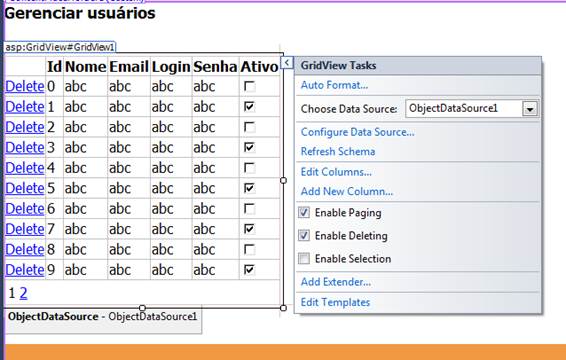 Gerenciar usuários
asp:GridView#GridView1
Id Nome Email Login Senha Ativo
Delete 0 abc abc abc abc
Delete 1 abc abc abc abc
Delete 2 abc abc abc abc
Delete 3 abc abc abc abc
Delete 4 abc abc abc abc
Delete 5 abc abc abc abc
Delete 6 abc abc abc abc
Delete 7 abc abc abc abc
Delete 8 abc abc abc abc
Delete 9 abc abc abc abc
1 2
ObjectDataSource - ObjectDataSource1
GridView Tasks
Auto Format...
Choose Data Source: ObjectDataSource1
Configure Data Source...
Refresh Schema
Edit Columns...
Add New Column...
Enable Paging
Enable Deleting
Enable Selection
Add Extender...
Edit Templates